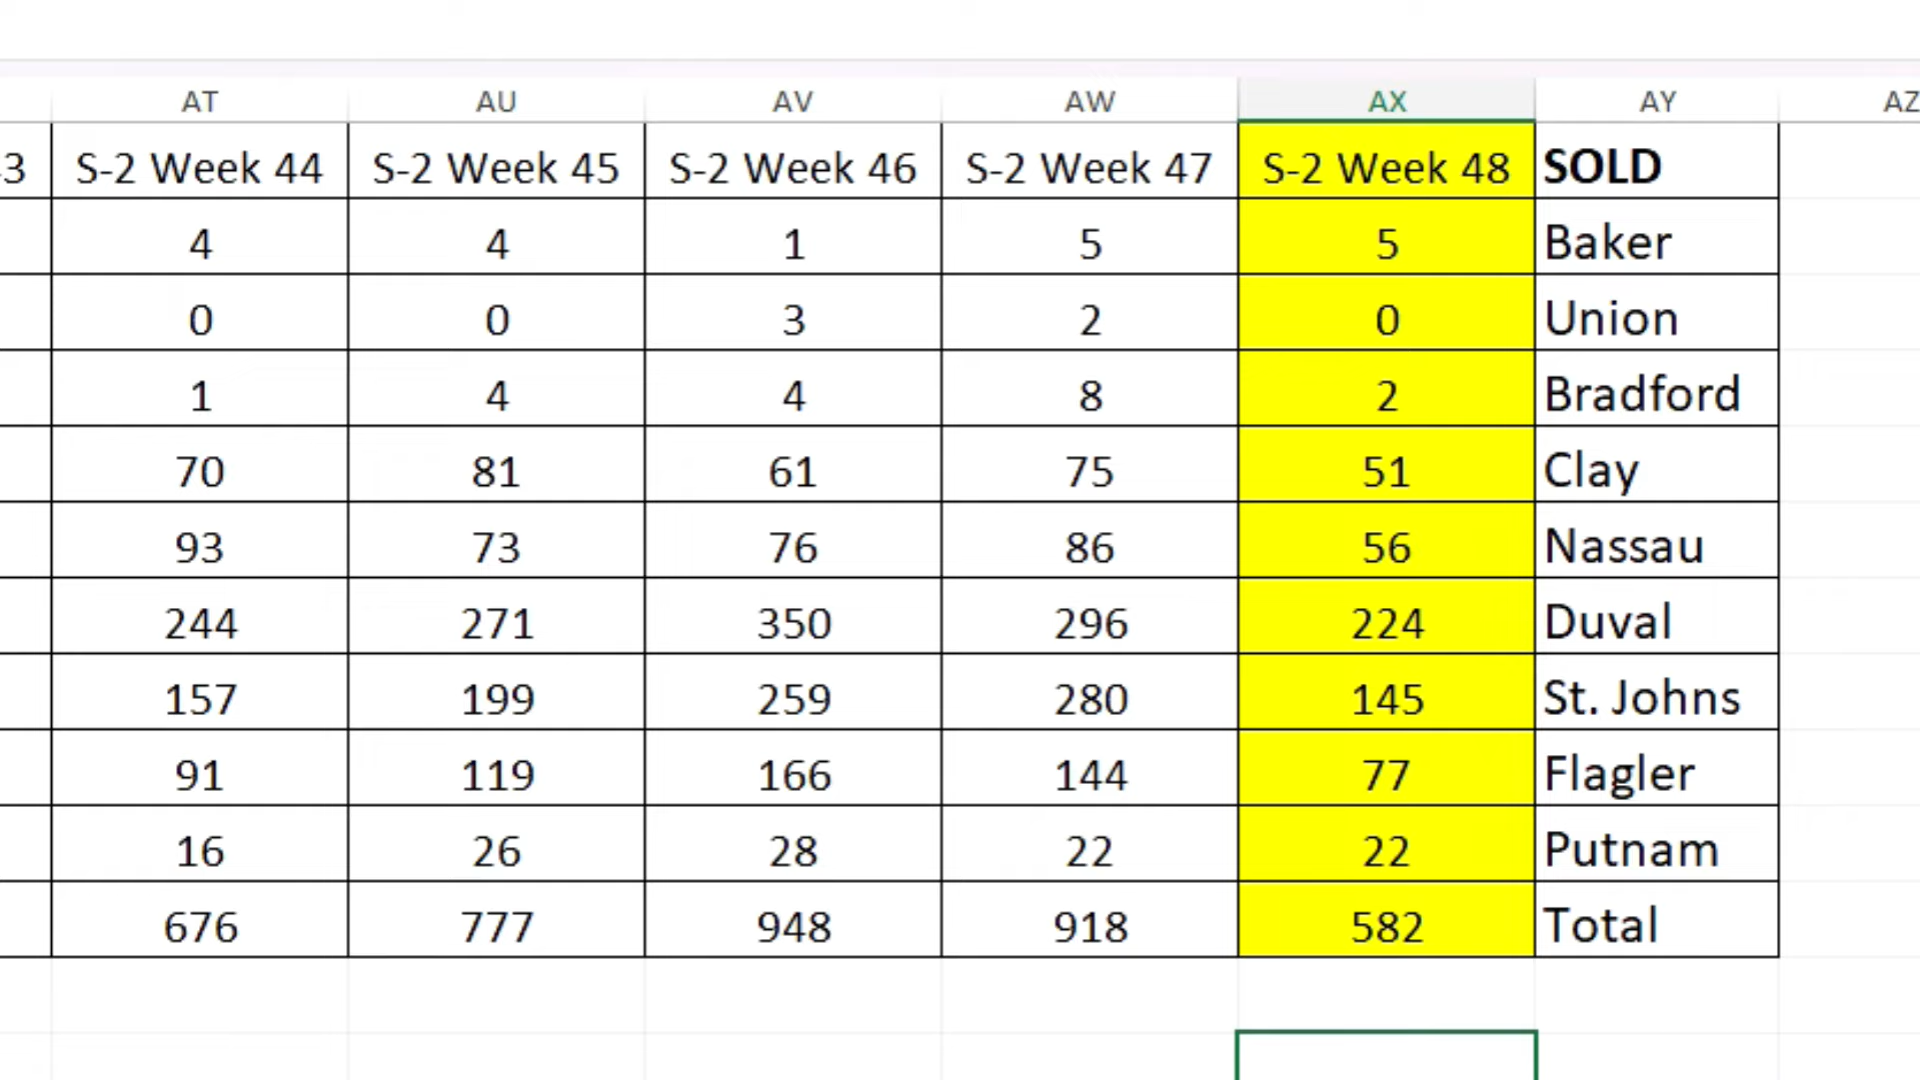 AT AU AV AW AX AY AZ
3 S-2 Week 44 S-2 Week 45 S-2 Week 46 S-2 Week 47 S-2 Week 48 SOLD
4 4 1 5 5 Baker
0 0 3 2 0 Union
1 4 4 8 2 Bradford
70 81 61 75 51 Clay
93 73 76 86 56 Nassau
244 271 350 296 224 Duval
157 199 259 280 145 St. Johns
91 119 166 144 77 Flagler
16 26 28 22 22 Putnam
676 777 948 918 582 Total